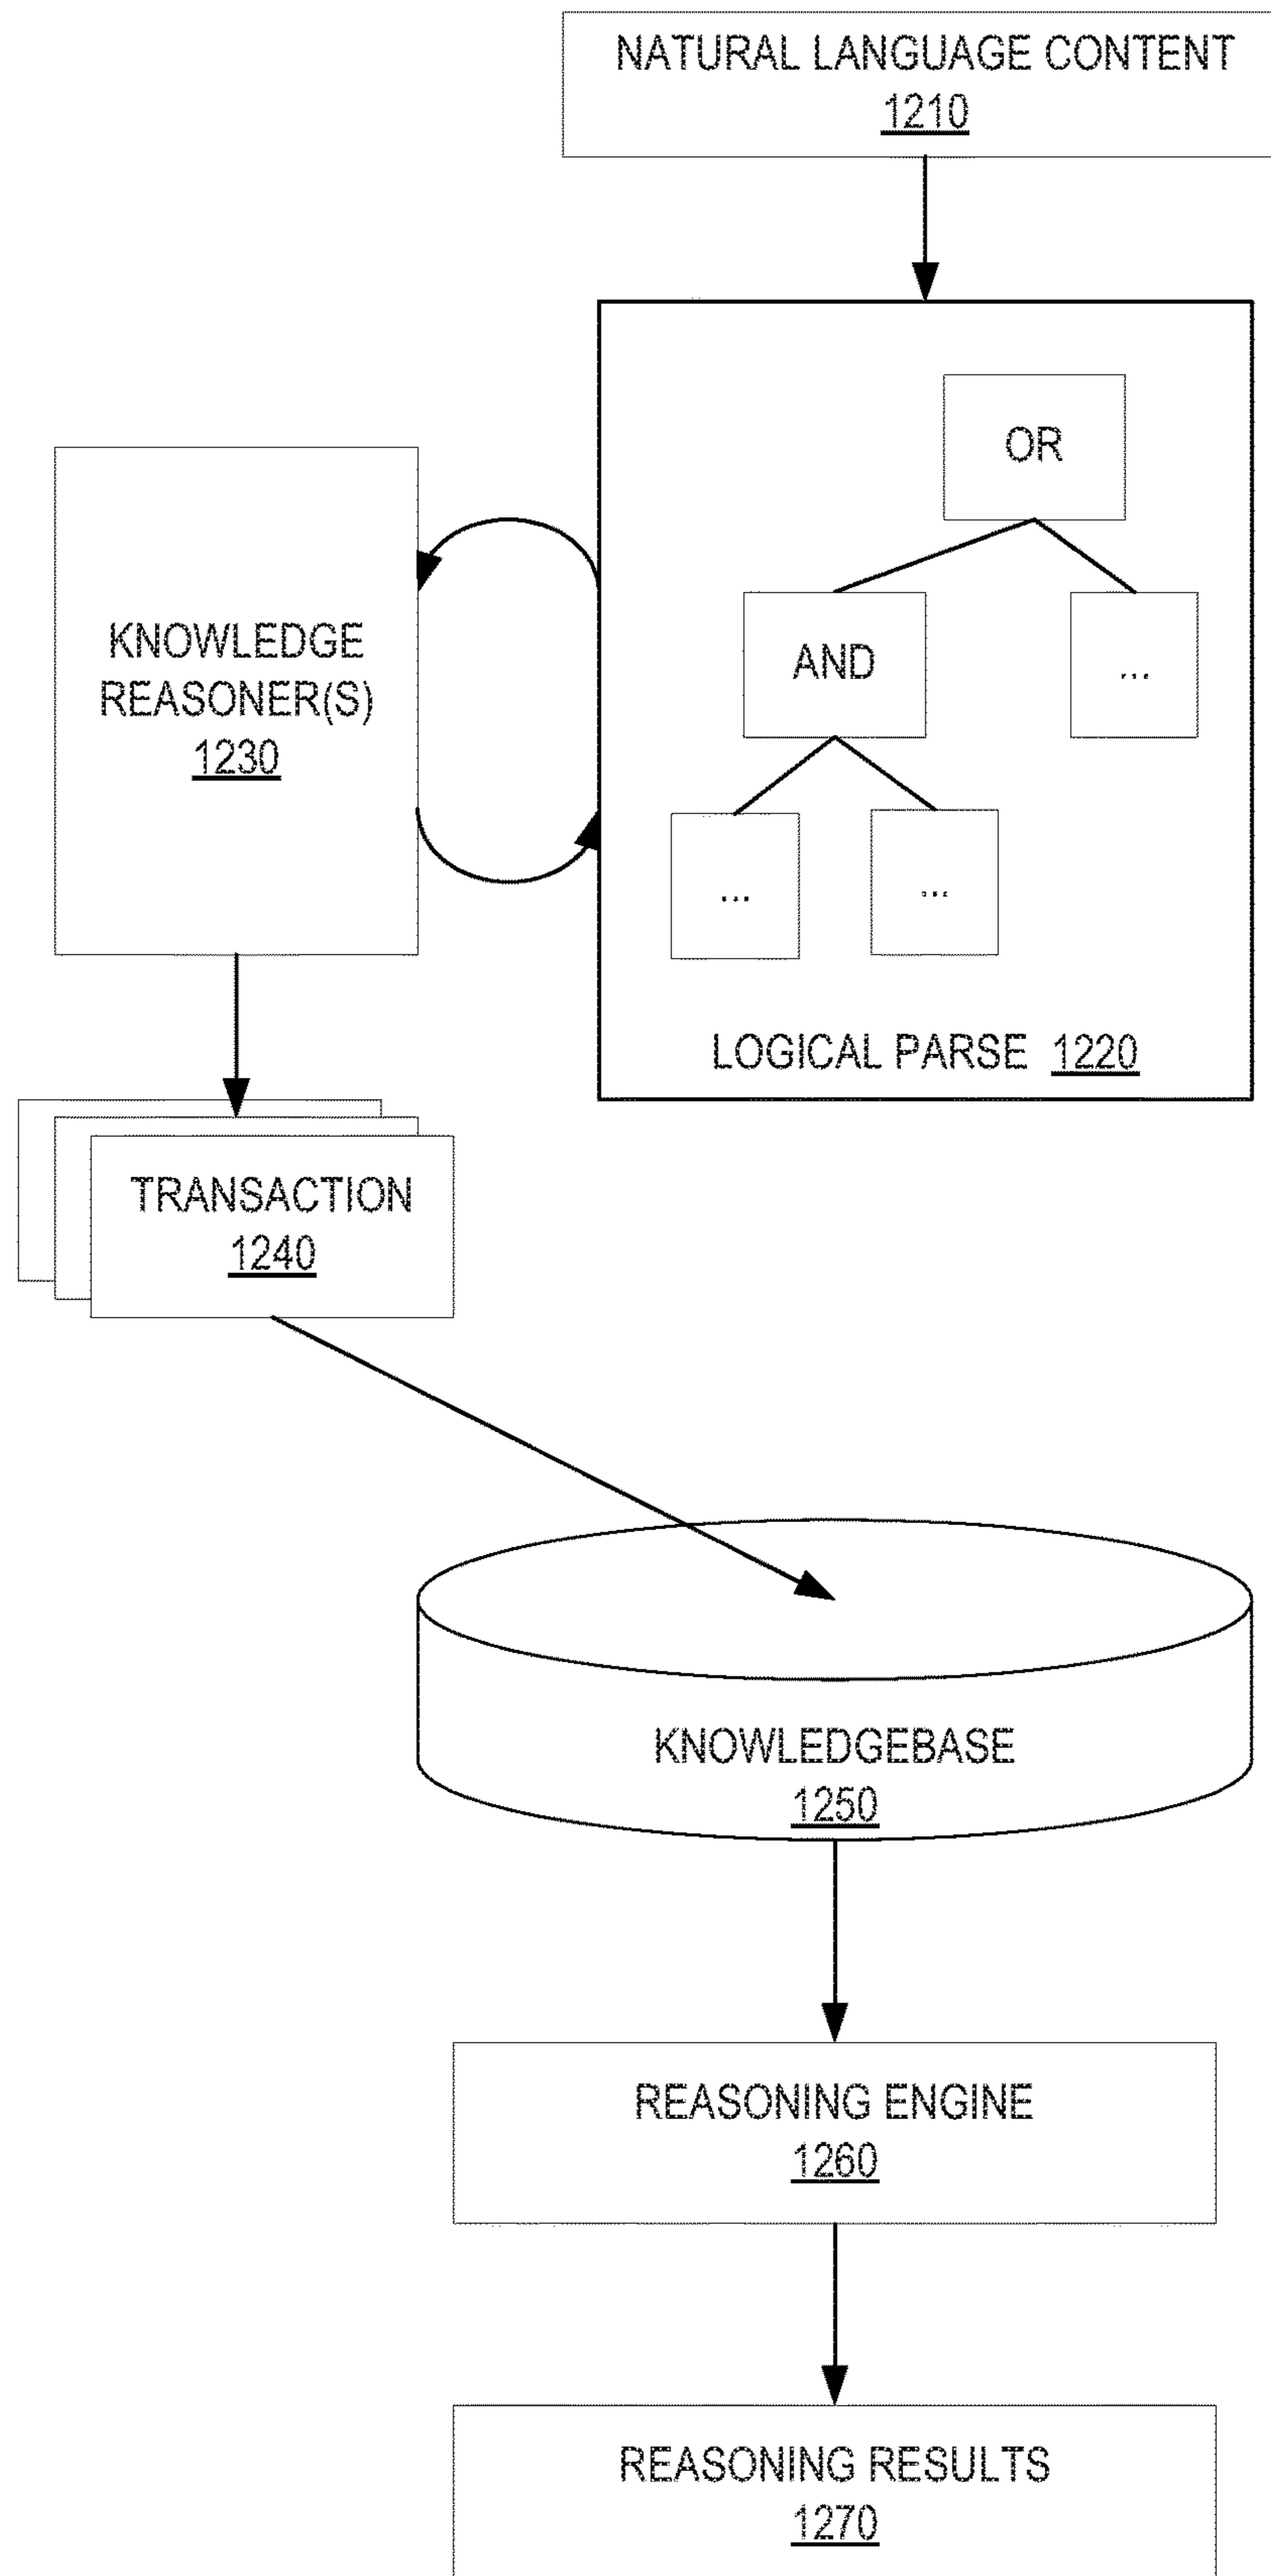 NATURAL LANGUAGE CONTENT
1210
OR
AND
...
... ...
LOGICAL PARSE 1220
KNOWLEDGE
REASONER(S)
1230
TRANSACTION
1240
KNOWLEDGEBASE
1250
REASONING ENGINE
1260
REASONING RESULTS
1270